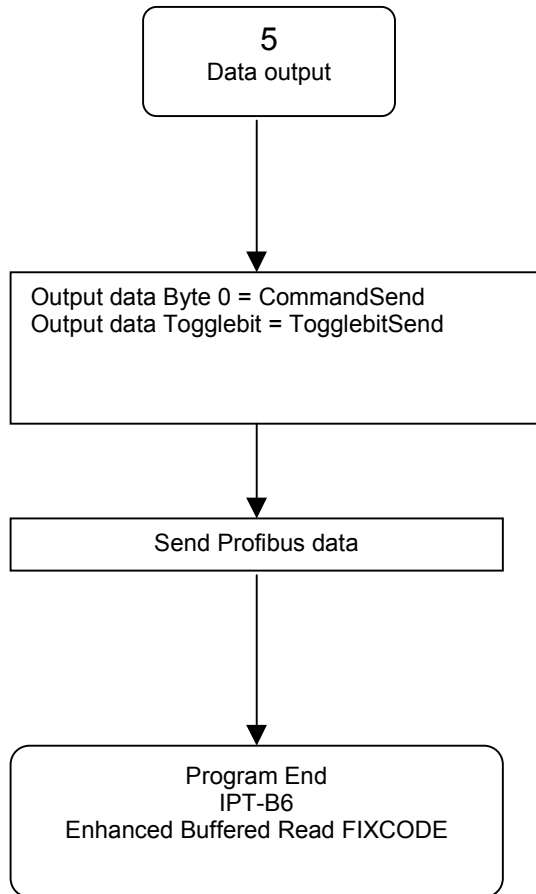 5
Data output
Output data Byte 0 = CommandSend
Output data Togglebit = TogglebitSend
Send Profibus data
Program End
IPT-B6
Enhanced Buffered Read FIXCODE